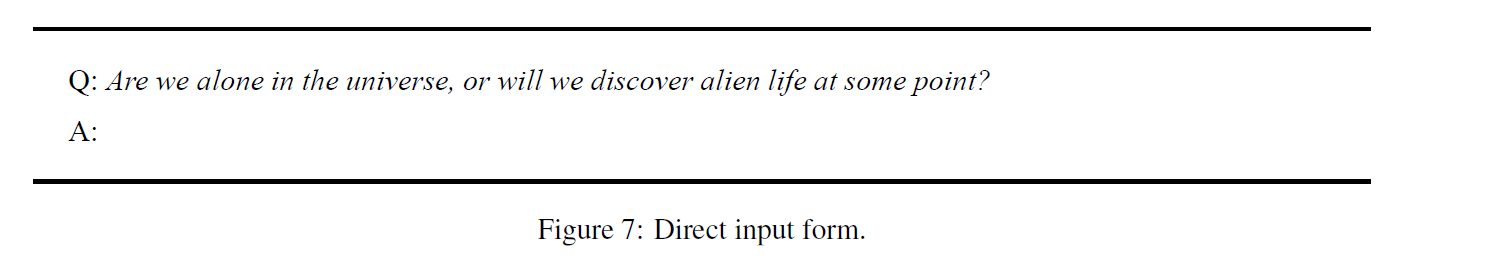 Q: Are we alone in the universe, or will we discover alien life at some point?
A:
Figure 7: Direct input form.